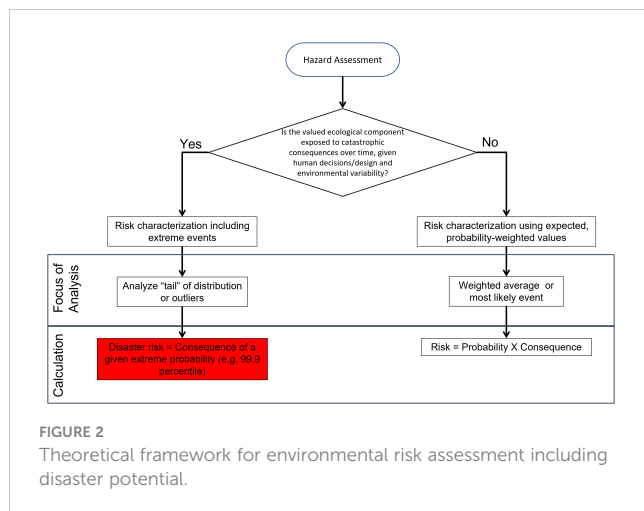 Hazard Assessment
Is the valued ecological component
exposed to catastrophic
consequences over time, given
human decisions/design and
environmental variability?
Yes
No
Risk characterization including
extreme events
Risk characterization using expected,
probability-weighted values
Focus of
Analysis
Analyze “tail” of distribution
or outliers
Weighted average or
most likely event
Calculation
Disaster risk = Consequence of a
given extreme probability (e.g. 99.9
percentile)
Risk = Probability X Consequence
FIGURE 2
Theoretical framework for environmental risk assessment including
disaster potential.